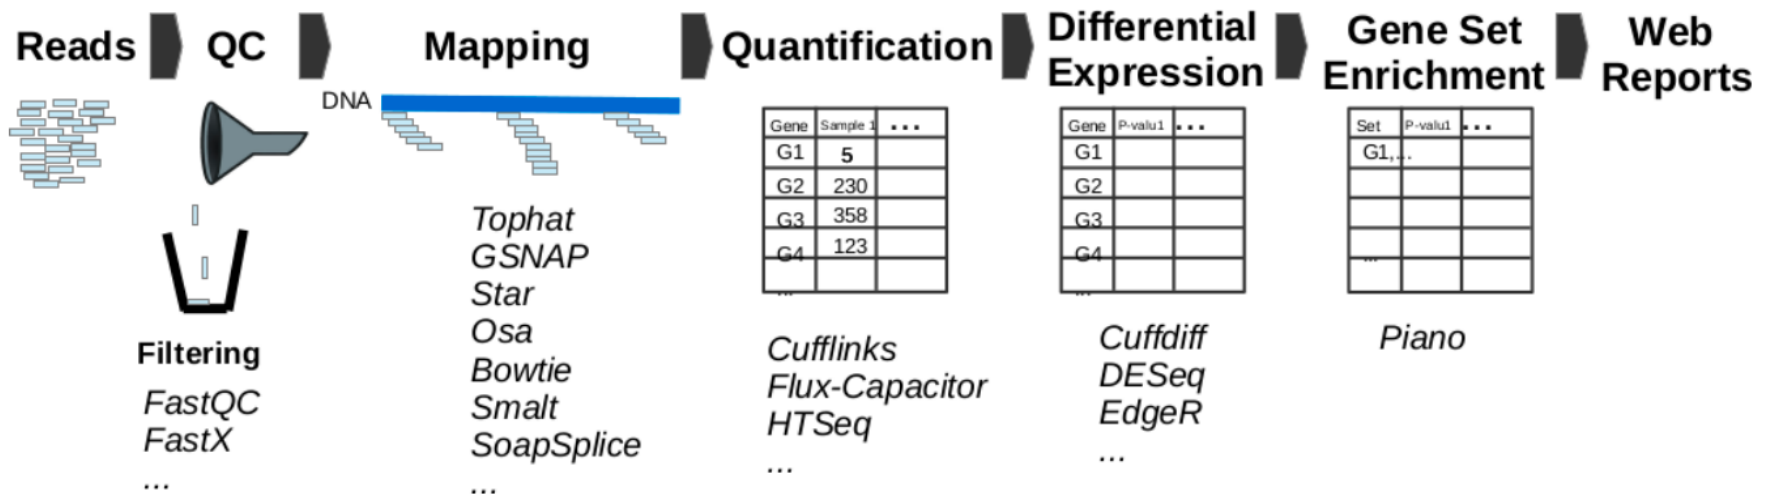 Reads
QC
Mapping
Quantification
Differential
Expression
Gene Set
Enrichment
Web
Reports
DNA
Filtering
FastQC
FastX
...
Tophat
GSNAP
Star
Osa
Bowtie
Smalt
SoapSplice
...
Gene Sample 1 ...
G1 5
G2 230
G3 358
G4 123
...
Cufflinks
Flux-Capacitor
HTSeq
...
Gene P-valu1 ...
G1
G2
G3
G4
...
Cuffdiff
DESeq
EdgeR
...
Set P-valu1 ...
G1,...
...
Piano